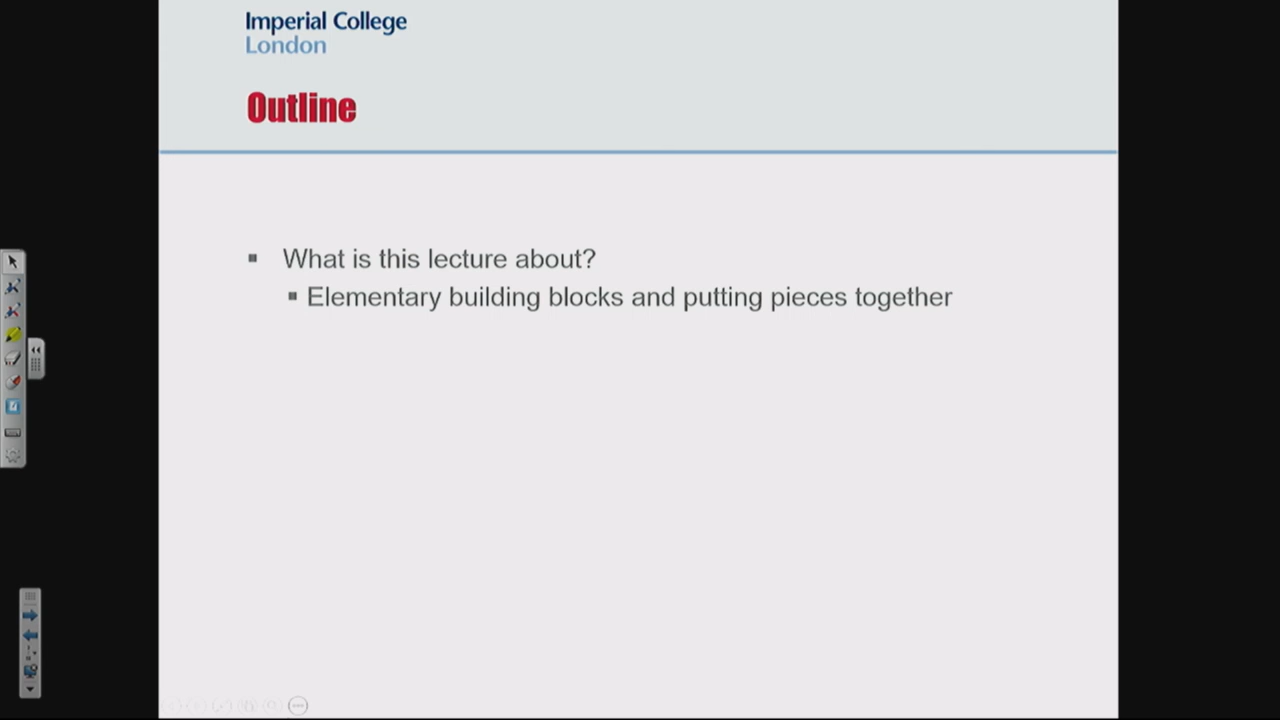 Imperial College
London
Outline
What is this lecture about?
Elementary building blocks and putting pieces together